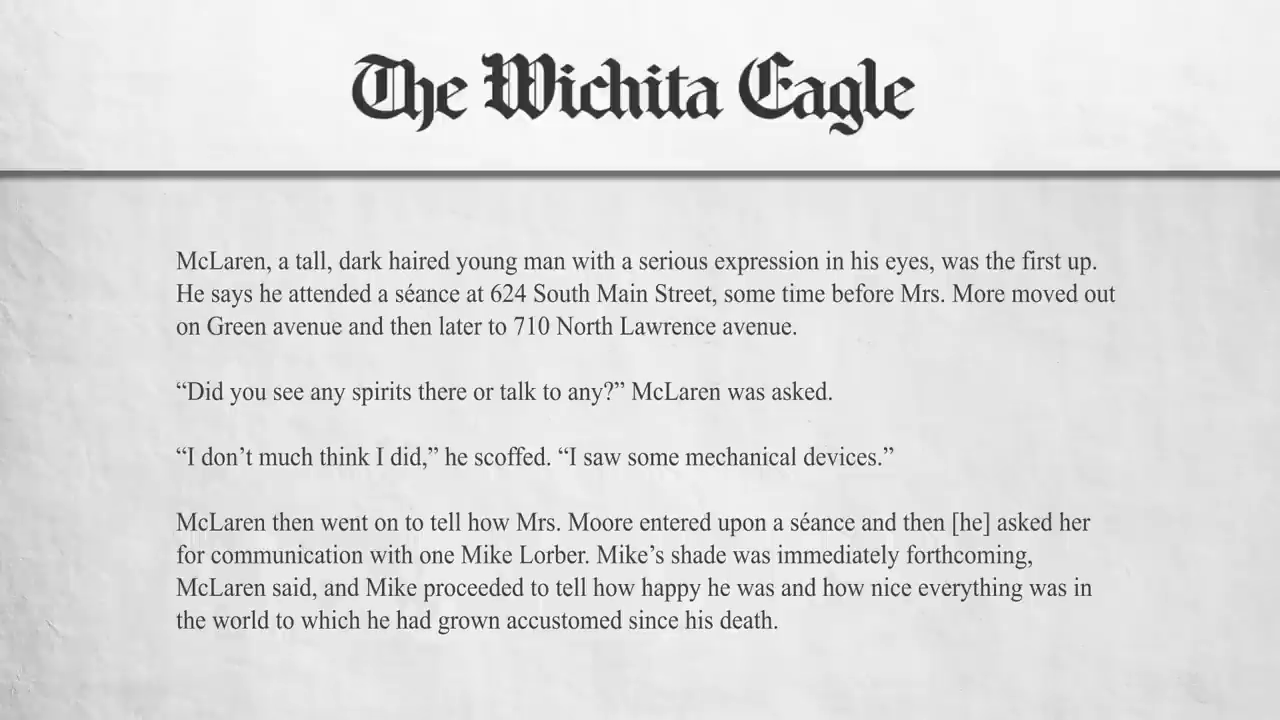 The Wichita Eagle
McLaren, a tall, dark haired young man with a serious expression in his eyes, was the first up.
He says he attended a séance at 624 South Main Street, some time before Mrs. More moved out
on Green avenue and then later to 710 North Lawrence avenue.
“Did you see any spirits there or talk to any?” McLaren was asked.
“I don’t much think I did,” he scoffed. “I saw some mechanical devices.”
McLaren then went on to tell how Mrs. Moore entered upon a séance and then [he] asked her
for communication with one Mike Lorber. Mike’s shade was immediately forthcoming,
McLaren said, and Mike proceeded to tell how happy he was and how nice everything was in
the world to which he had grown accustomed since his death.